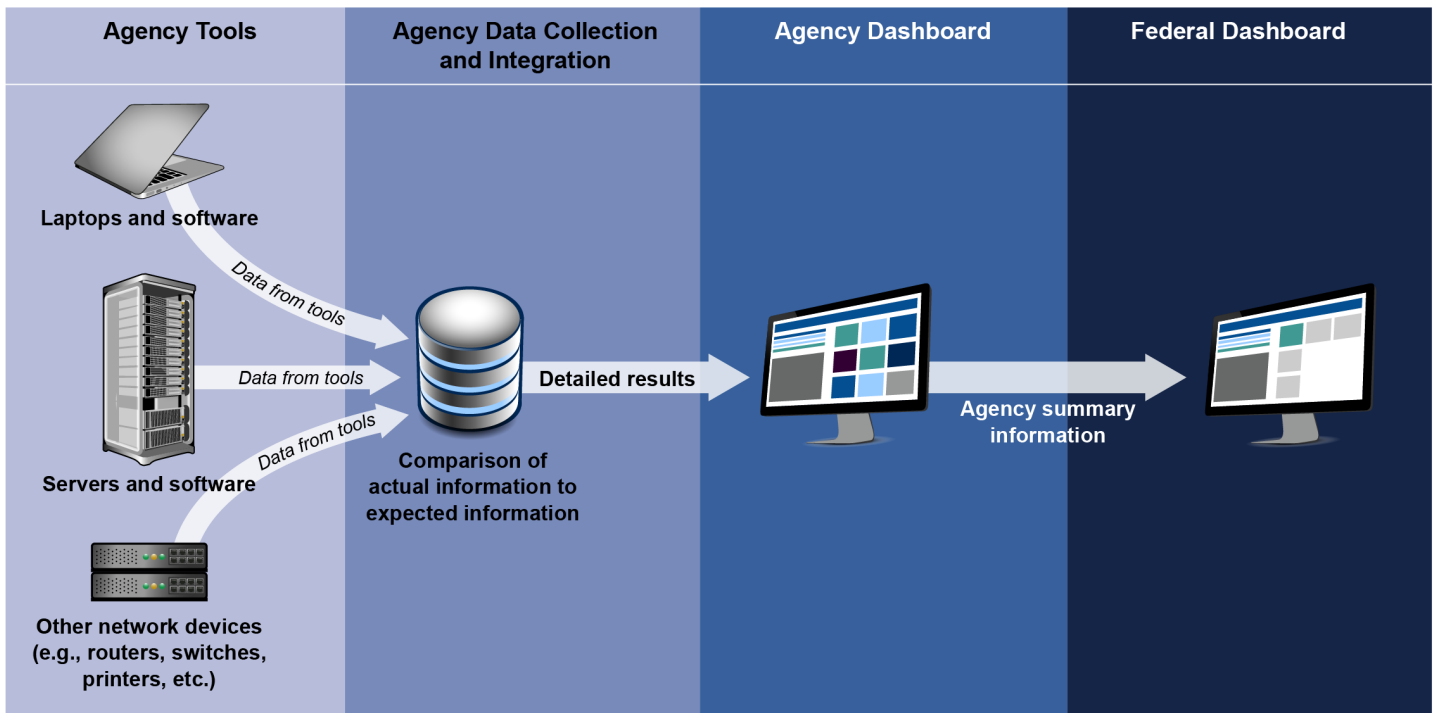 Agency Tools
Agency Data Collection
and Integration
Agency Dashboard
Federal Dashboard
Laptops and software
Data from tools
Servers and software
Data from tools
Other network devices
(e.g., routers, switches,
printers, etc.)
Data from tools
Comparison of
actual information to
expected information
Detailed results
Agency summary
information